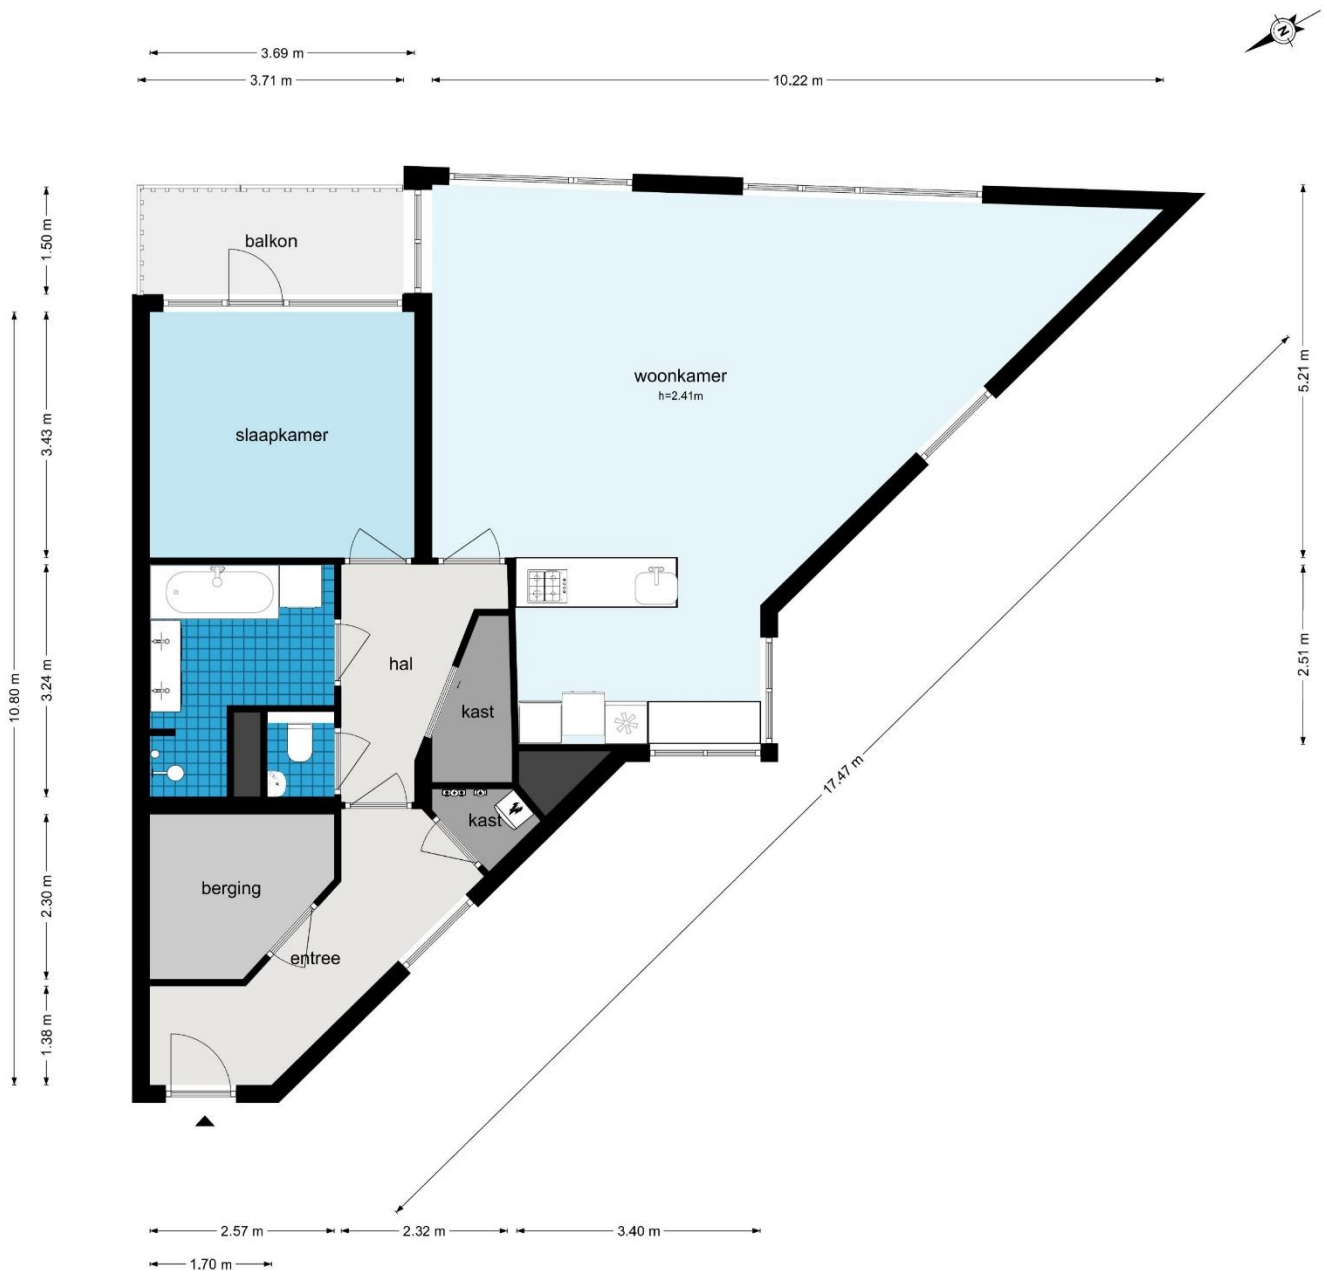 N
3.69 m
3.71 m
10.22 m
1.50 m
balkon
5.21 m
woonkamer
h=2.41m
3.43 m
slaapkamer
2.51 m
10.80 m
3.24 m
hal
kast
17.47 m
kast
2.30 m
berging
entree
1.38 m
2.57 m
2.32 m
3.40 m
1.70 m